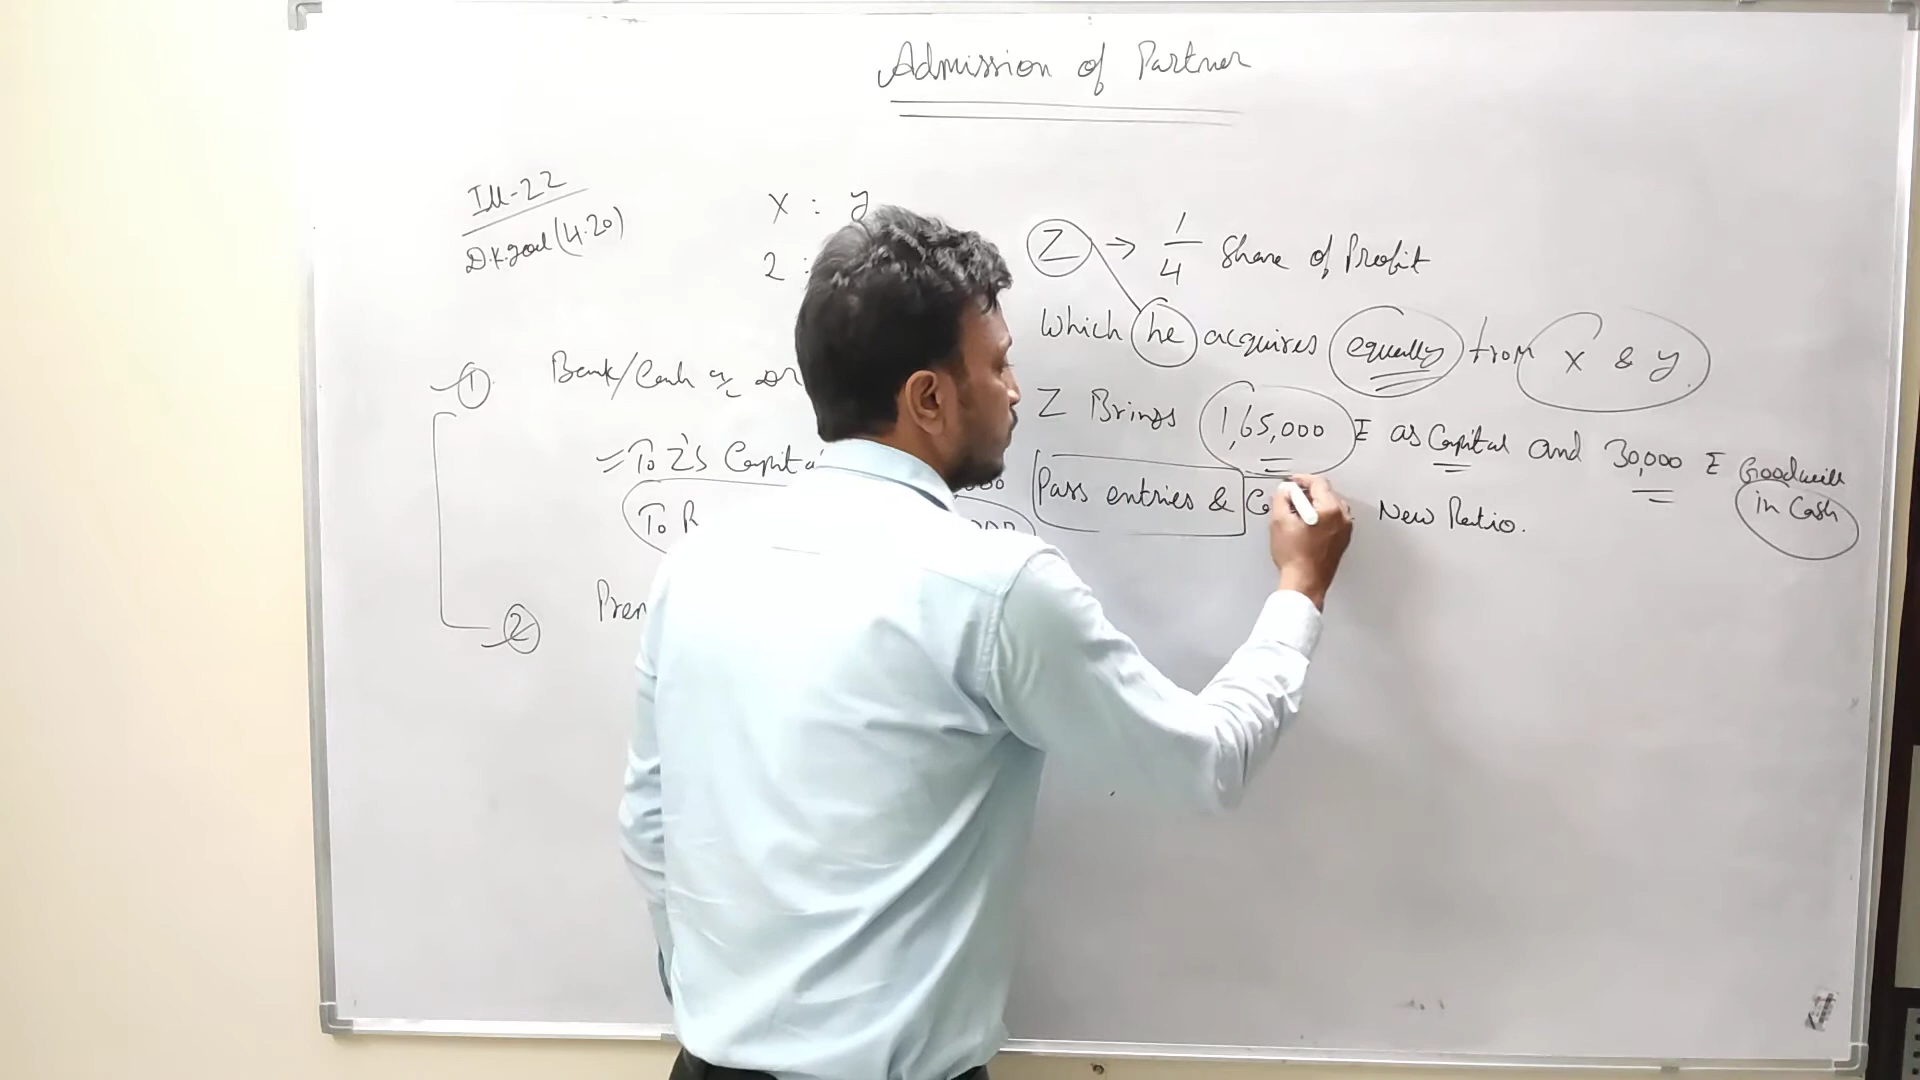 Admission of Partner
Ill-22
D.K. goel (4.20)
X : Y
2 :
Z → 1/4 Share of Profit
Which he acquires equally from X & Y.
Z Brings 1,65,000 ₹ as Capital and 30,000 ₹ Goodwill in Cash
Pass entries & New Ratio.
① Bank/Cash a/c Dr
To Z's Capital
To
②